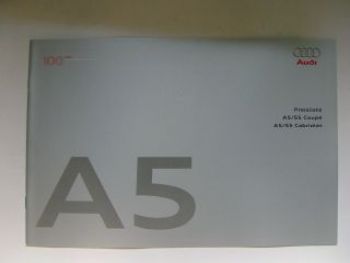 100
Audi
Preisliste
A5/S5 Coupé
A5/S5 Cabriolet
A5